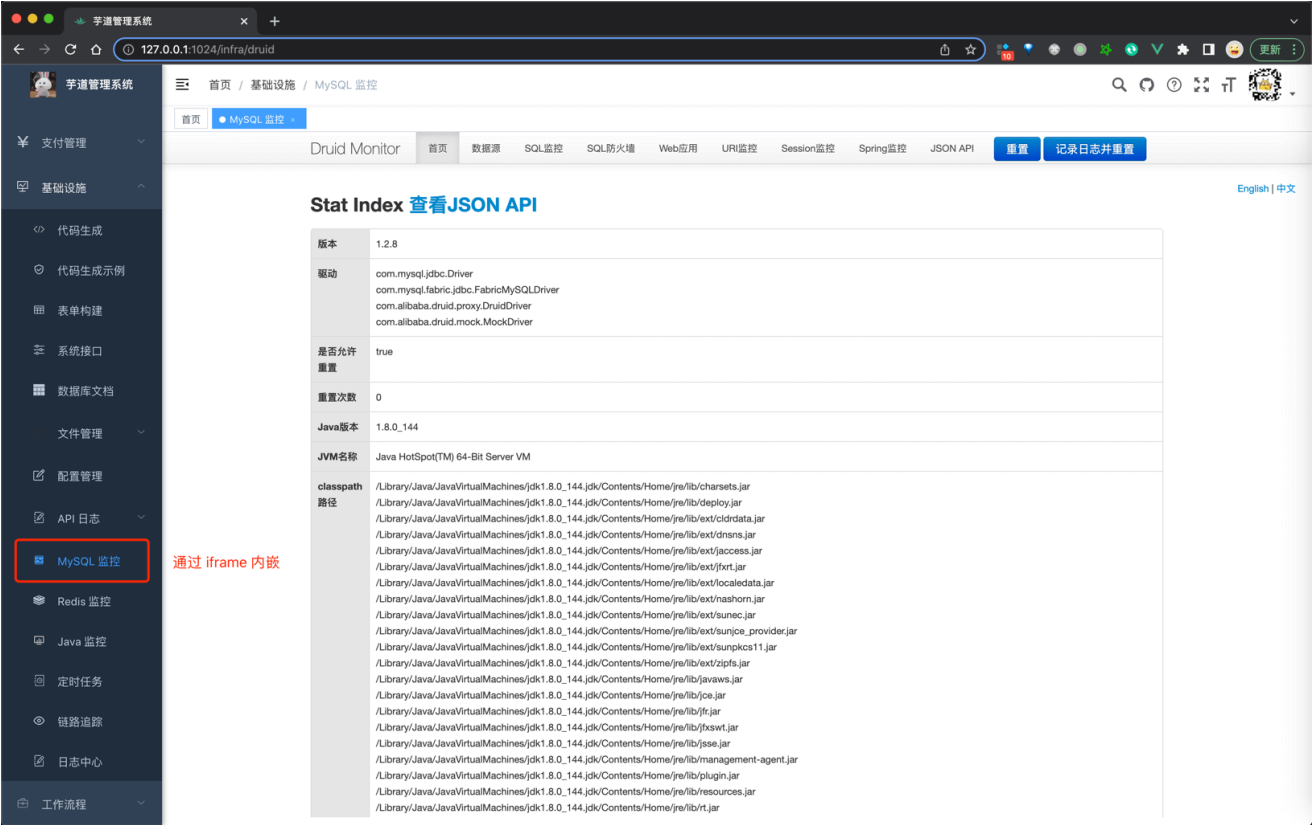 芋道管理系统
127.0.0.1:1024/infra/druid
10
更新
芋道管理系统
首页 / 基础设施 / MySQL 监控
首页
MySQL 监控
支付管理
基础设施
代码生成
代码生成示例
表单构建
系统接口
数据库文档
文件管理
配置管理
API 日志
MySQL 监控
Redis 监控
Java 监控
定时任务
链路追踪
日志中心
工作流程
通过 iframe 内嵌
Druid Monitor 首页 数据源 SQL监控 SQL防火墙 Web应用 URI监控 Session监控 Spring监控 JSON API 重置 记录日志并重置
English | 中文
Stat Index 查看JSON API
版本 1.2.8
驱动 com.mysql.jdbc.Driver
com.mysql.fabric.jdbc.FabricMySQLDriver
com.alibaba.druid.proxy.DruidDriver
com.alibaba.druid.mock.MockDriver
是否允许 true
重置
重置次数 0
Java版本 1.8.0_144
JVM名称 Java HotSpot(TM) 64-Bit Server VM
classpath /Library/Java/JavaVirtualMachines/jdk1.8.0_144.jdk/Contents/Home/jre/lib/charsets.jar
路径 /Library/Java/JavaVirtualMachines/jdk1.8.0_144.jdk/Contents/Home/jre/lib/deploy.jar
/Library/Java/JavaVirtualMachines/jdk1.8.0_144.jdk/Contents/Home/jre/lib/ext/cldrdata.jar
/Library/Java/JavaVirtualMachines/jdk1.8.0_144.jdk/Contents/Home/jre/lib/ext/dnsns.jar
/Library/Java/JavaVirtualMachines/jdk1.8.0_144.jdk/Contents/Home/jre/lib/ext/jaccess.jar
/Library/Java/JavaVirtualMachines/jdk1.8.0_144.jdk/Contents/Home/jre/lib/ext/jfxrt.jar
/Library/Java/JavaVirtualMachines/jdk1.8.0_144.jdk/Contents/Home/jre/lib/ext/localedata.jar
/Library/Java/JavaVirtualMachines/jdk1.8.0_144.jdk/Contents/Home/jre/lib/ext/nashorn.jar
/Library/Java/JavaVirtualMachines/jdk1.8.0_144.jdk/Contents/Home/jre/lib/ext/sunec.jar
/Library/Java/JavaVirtualMachines/jdk1.8.0_144.jdk/Contents/Home/jre/lib/ext/sunjce_provider.jar
/Library/Java/JavaVirtualMachines/jdk1.8.0_144.jdk/Contents/Home/jre/lib/ext/sunpkcs11.jar
/Library/Java/JavaVirtualMachines/jdk1.8.0_144.jdk/Contents/Home/jre/lib/ext/zipfs.jar
/Library/Java/JavaVirtualMachines/jdk1.8.0_144.jdk/Contents/Home/jre/lib/javaws.jar
/Library/Java/JavaVirtualMachines/jdk1.8.0_144.jdk/Contents/Home/jre/lib/jce.jar
/Library/Java/JavaVirtualMachines/jdk1.8.0_144.jdk/Contents/Home/jre/lib/jfr.jar
/Library/Java/JavaVirtualMachines/jdk1.8.0_144.jdk/Contents/Home/jre/lib/jfxswt.jar
/Library/Java/JavaVirtualMachines/jdk1.8.0_144.jdk/Contents/Home/jre/lib/jsse.jar
/Library/Java/JavaVirtualMachines/jdk1.8.0_144.jdk/Contents/Home/jre/lib/management-agent.jar
/Library/Java/JavaVirtualMachines/jdk1.8.0_144.jdk/Contents/Home/jre/lib/plugin.jar
/Library/Java/JavaVirtualMachines/jdk1.8.0_144.jdk/Contents/Home/jre/lib/resources.jar
/Library/Java/JavaVirtualMachines/jdk1.8.0_144.jdk/Contents/Home/jre/lib/rt.jar